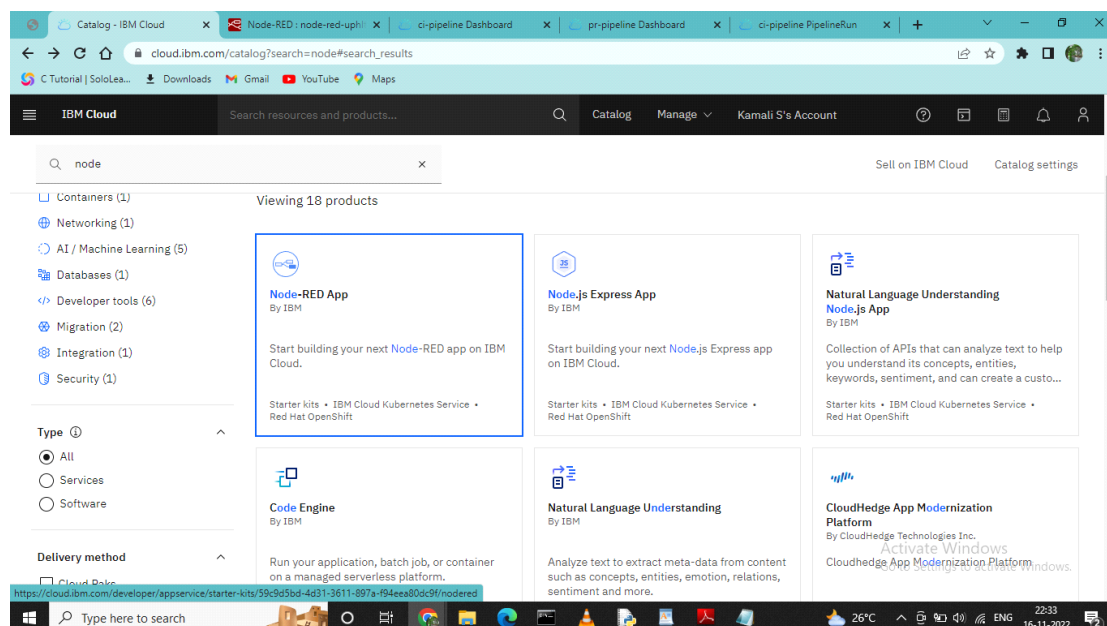 Catalog - IBM Cloud
Node-RED : node-red-uphl
ci-pipeline Dashboard
pr-pipeline Dashboard
ci-pipeline PipelineRun
cloud.ibm.com/catalog?search=node#search_results
C Tutorial | SoloLea...
Downloads
Gmail
YouTube
Maps
IBM Cloud
Search resources and products...
Catalog
Manage
Kamali S's Account
node
Sell on IBM Cloud
Catalog settings
Containers (1)
Networking (1)
AI / Machine Learning (5)
Databases (1)
Developer tools (6)
Migration (2)
Integration (1)
Security (1)
Type
All
Services
Software
Delivery method
Cloud Paks
Viewing 18 products
Node-RED App
By IBM
Start building your next Node-RED app on IBM
Cloud.
Starter kits • IBM Cloud Kubernetes Service •
Red Hat OpenShift
JS
Node.js Express App
By IBM
Start building your next Node.js Express app
on IBM Cloud.
Starter kits • IBM Cloud Kubernetes Service •
Red Hat OpenShift
Natural Language Understanding
Node.js App
By IBM
Collection of APIs that can analyze text to help
you understand its concepts, entities,
keywords, sentiment, and can create a custo...
Starter kits • IBM Cloud Kubernetes Service •
Red Hat OpenShift
Code Engine
By IBM
Run your application, batch job, or container
on a managed serverless platform.
Natural Language Understanding
By IBM
Analyze text to extract meta-data from content
such as concepts, entities, emotion, relations,
sentiment and more.
CloudHedge App Modernization
Platform
By CloudHedge Technologies Inc.
Cloudhedge App Modernization Platform
Activate Windows
Go to Settings to activate Windows.
https://cloud.ibm.com/developer/appservice/starter-kits/59c9d5bd-4d31-3611-897a-f94eea80dc9f/nodered
Type here to search
26°C
ENG
22:33
16-11-2022
2